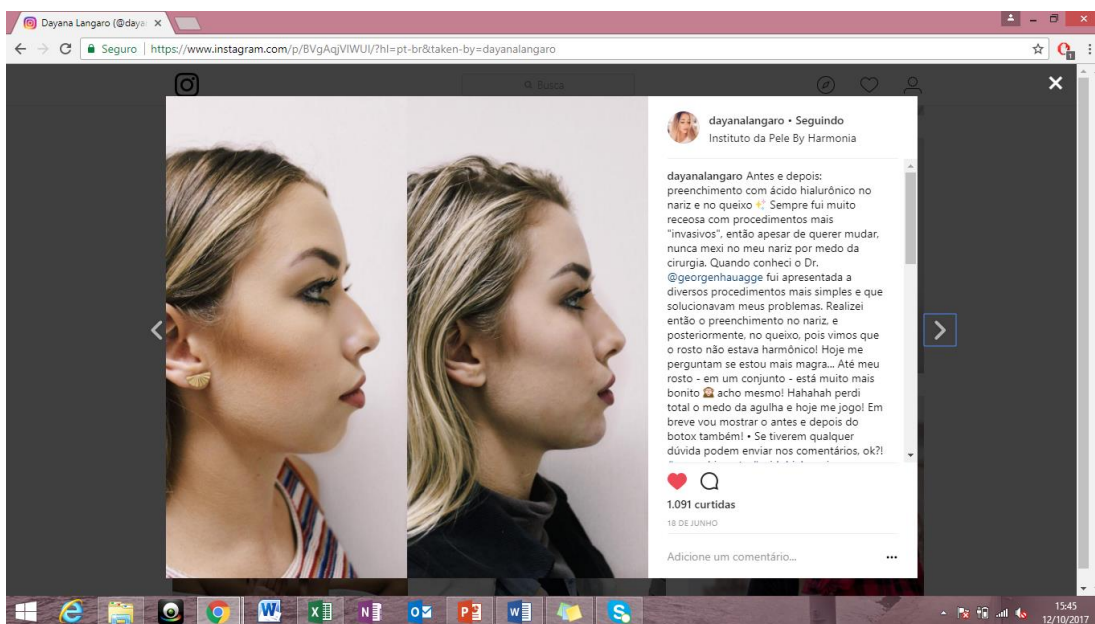 Dayana Langaro (@daya
Seguro
https://www.instagram.com/p/BVgAqjVIWUI/?hl=pt-br&taken-by=dayanalangaro
1
Busca
dayanalangaro • Seguindo
Instituto da Pele By Harmonia
dayanalangaro Antes e depois:
preenchimento com ácido hialurônico no
nariz e no queixo ✨ Sempre fui muito
receosa com procedimentos mais
"invasivos", então apesar de querer mudar,
nunca mexi no meu nariz por medo da
cirurgia. Quando conheci o Dr.
@georgenhauagge fui apresentada a
diversos procedimentos mais simples e que
solucionavam meus problemas. Realizei
então o preenchimento no nariz, e
posteriormente, no queixo, pois vimos que
o rosto não estava harmônico! Hoje me
perguntam se estou mais magra... Até meu
rosto - em um conjunto - está muito mais
bonito 🙈 acho mesmo! Hahahah perdi
total o medo da agulha e hoje me jogo! Em
breve vou mostrar o antes e depois do
botox também! • Se tiverem qualquer
dúvida podem enviar nos comentários, ok?!
1.091 curtidas
18 DE JUNHO
Adicione um comentário...
15:45
12/10/2017